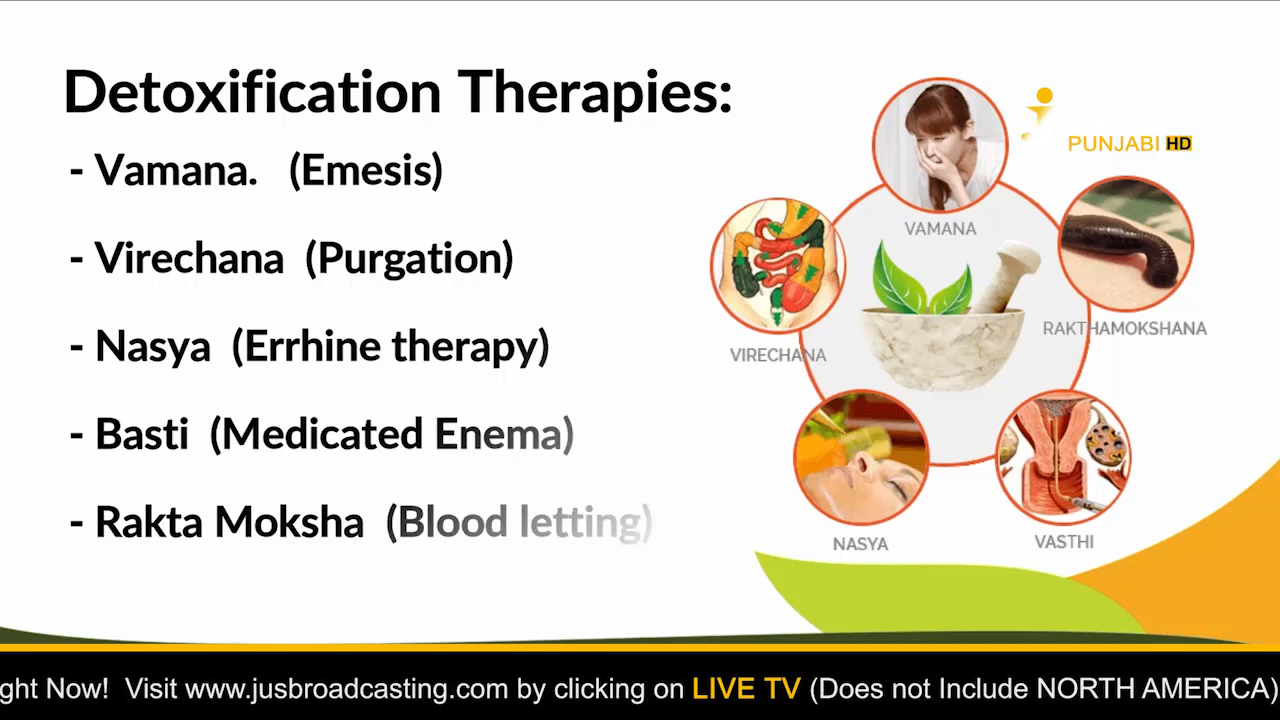 Detoxification Therapies:
- Vamana. (Emesis)
- Virechana (Purgation)
- Nasya (Errhine therapy)
- Basti (Medicated Enema)
- Rakta Moksha (Blood letting)
PUNJABI HD
VAMANA
RAKTHAMOKSHANA
VIRECHANA
NASYA
VASTHI
ght Now! Visit www.jusbroadcasting.com by clicking on LIVE TV (Does not Include NORTH AMERICA)